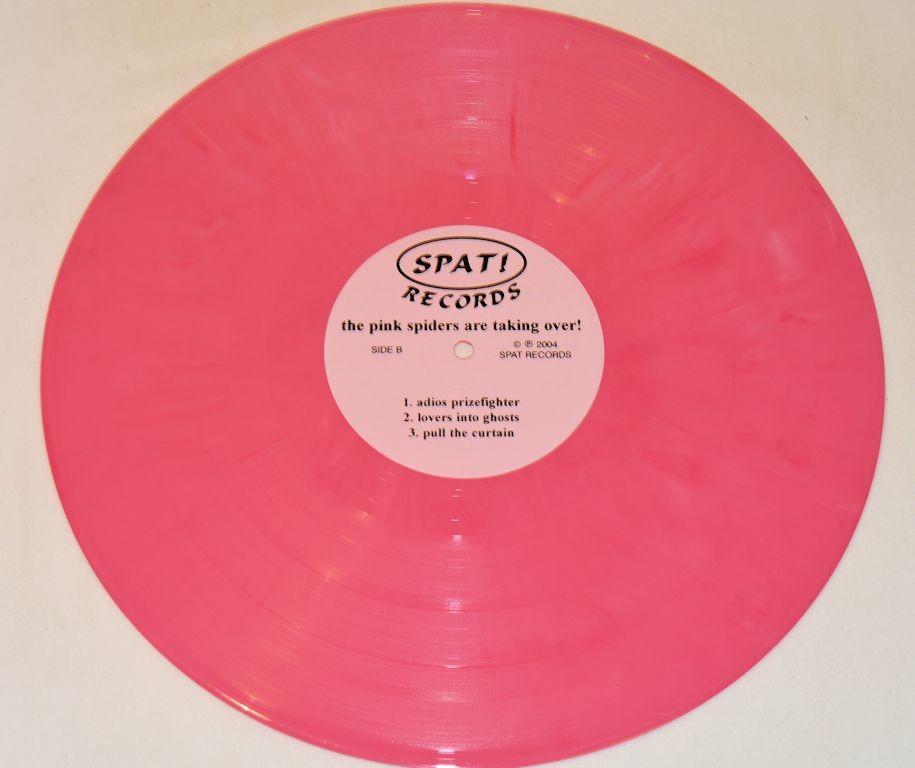 SPAT!
RECORDS
the pink spiders are taking over!
SIDE B
© ℗ 2004
SPAT RECORDS
1. adios prizefighter
2. lovers into ghosts
3. pull the curtain